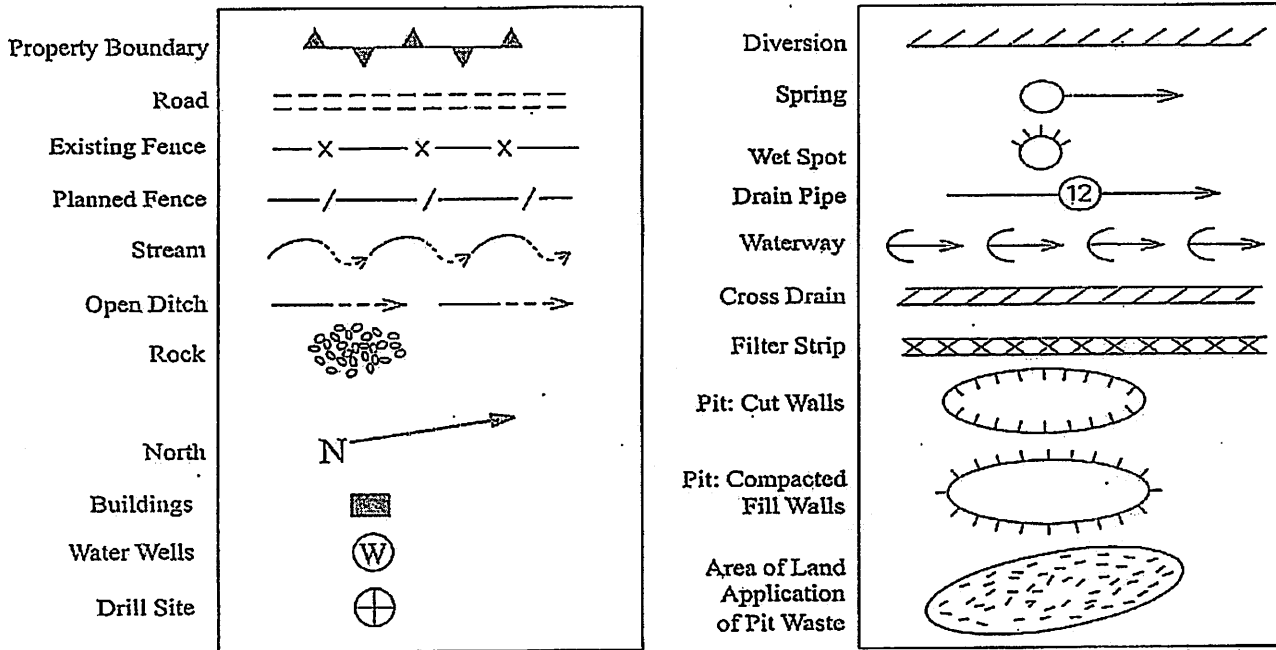 Property Boundary
Road
Existing Fence
Planned Fence
Stream
Open Ditch
Rock
North
N
Buildings
Water Wells
W
Drill Site
Diversion
Spring
Wet Spot
Drain Pipe
12
Waterway
Cross Drain
Filter Strip
Pit: Cut Walls
Pit: Compacted
Fill Walls
Area of Land
Application
of Pit Waste